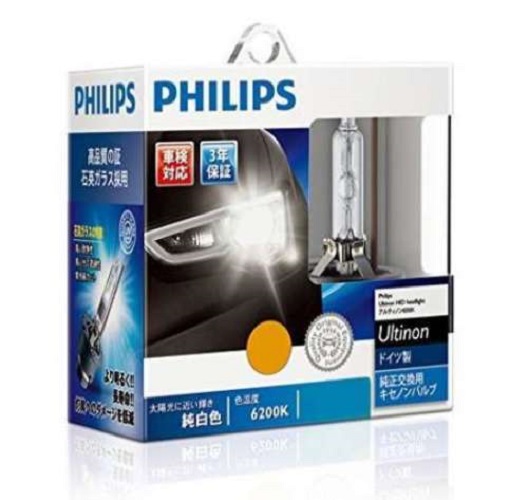 PHILIPS
高品質の証
石英ガラス採用
より明るく!!
長寿命!!
PHILIPS
車検
対応
3年
保証
太陽光に近い輝き
純白色
色温度
6200K
Philips
Ultinon HID headlight
Ultinon
ドイツ製
純正交換用
キセノンバルブ